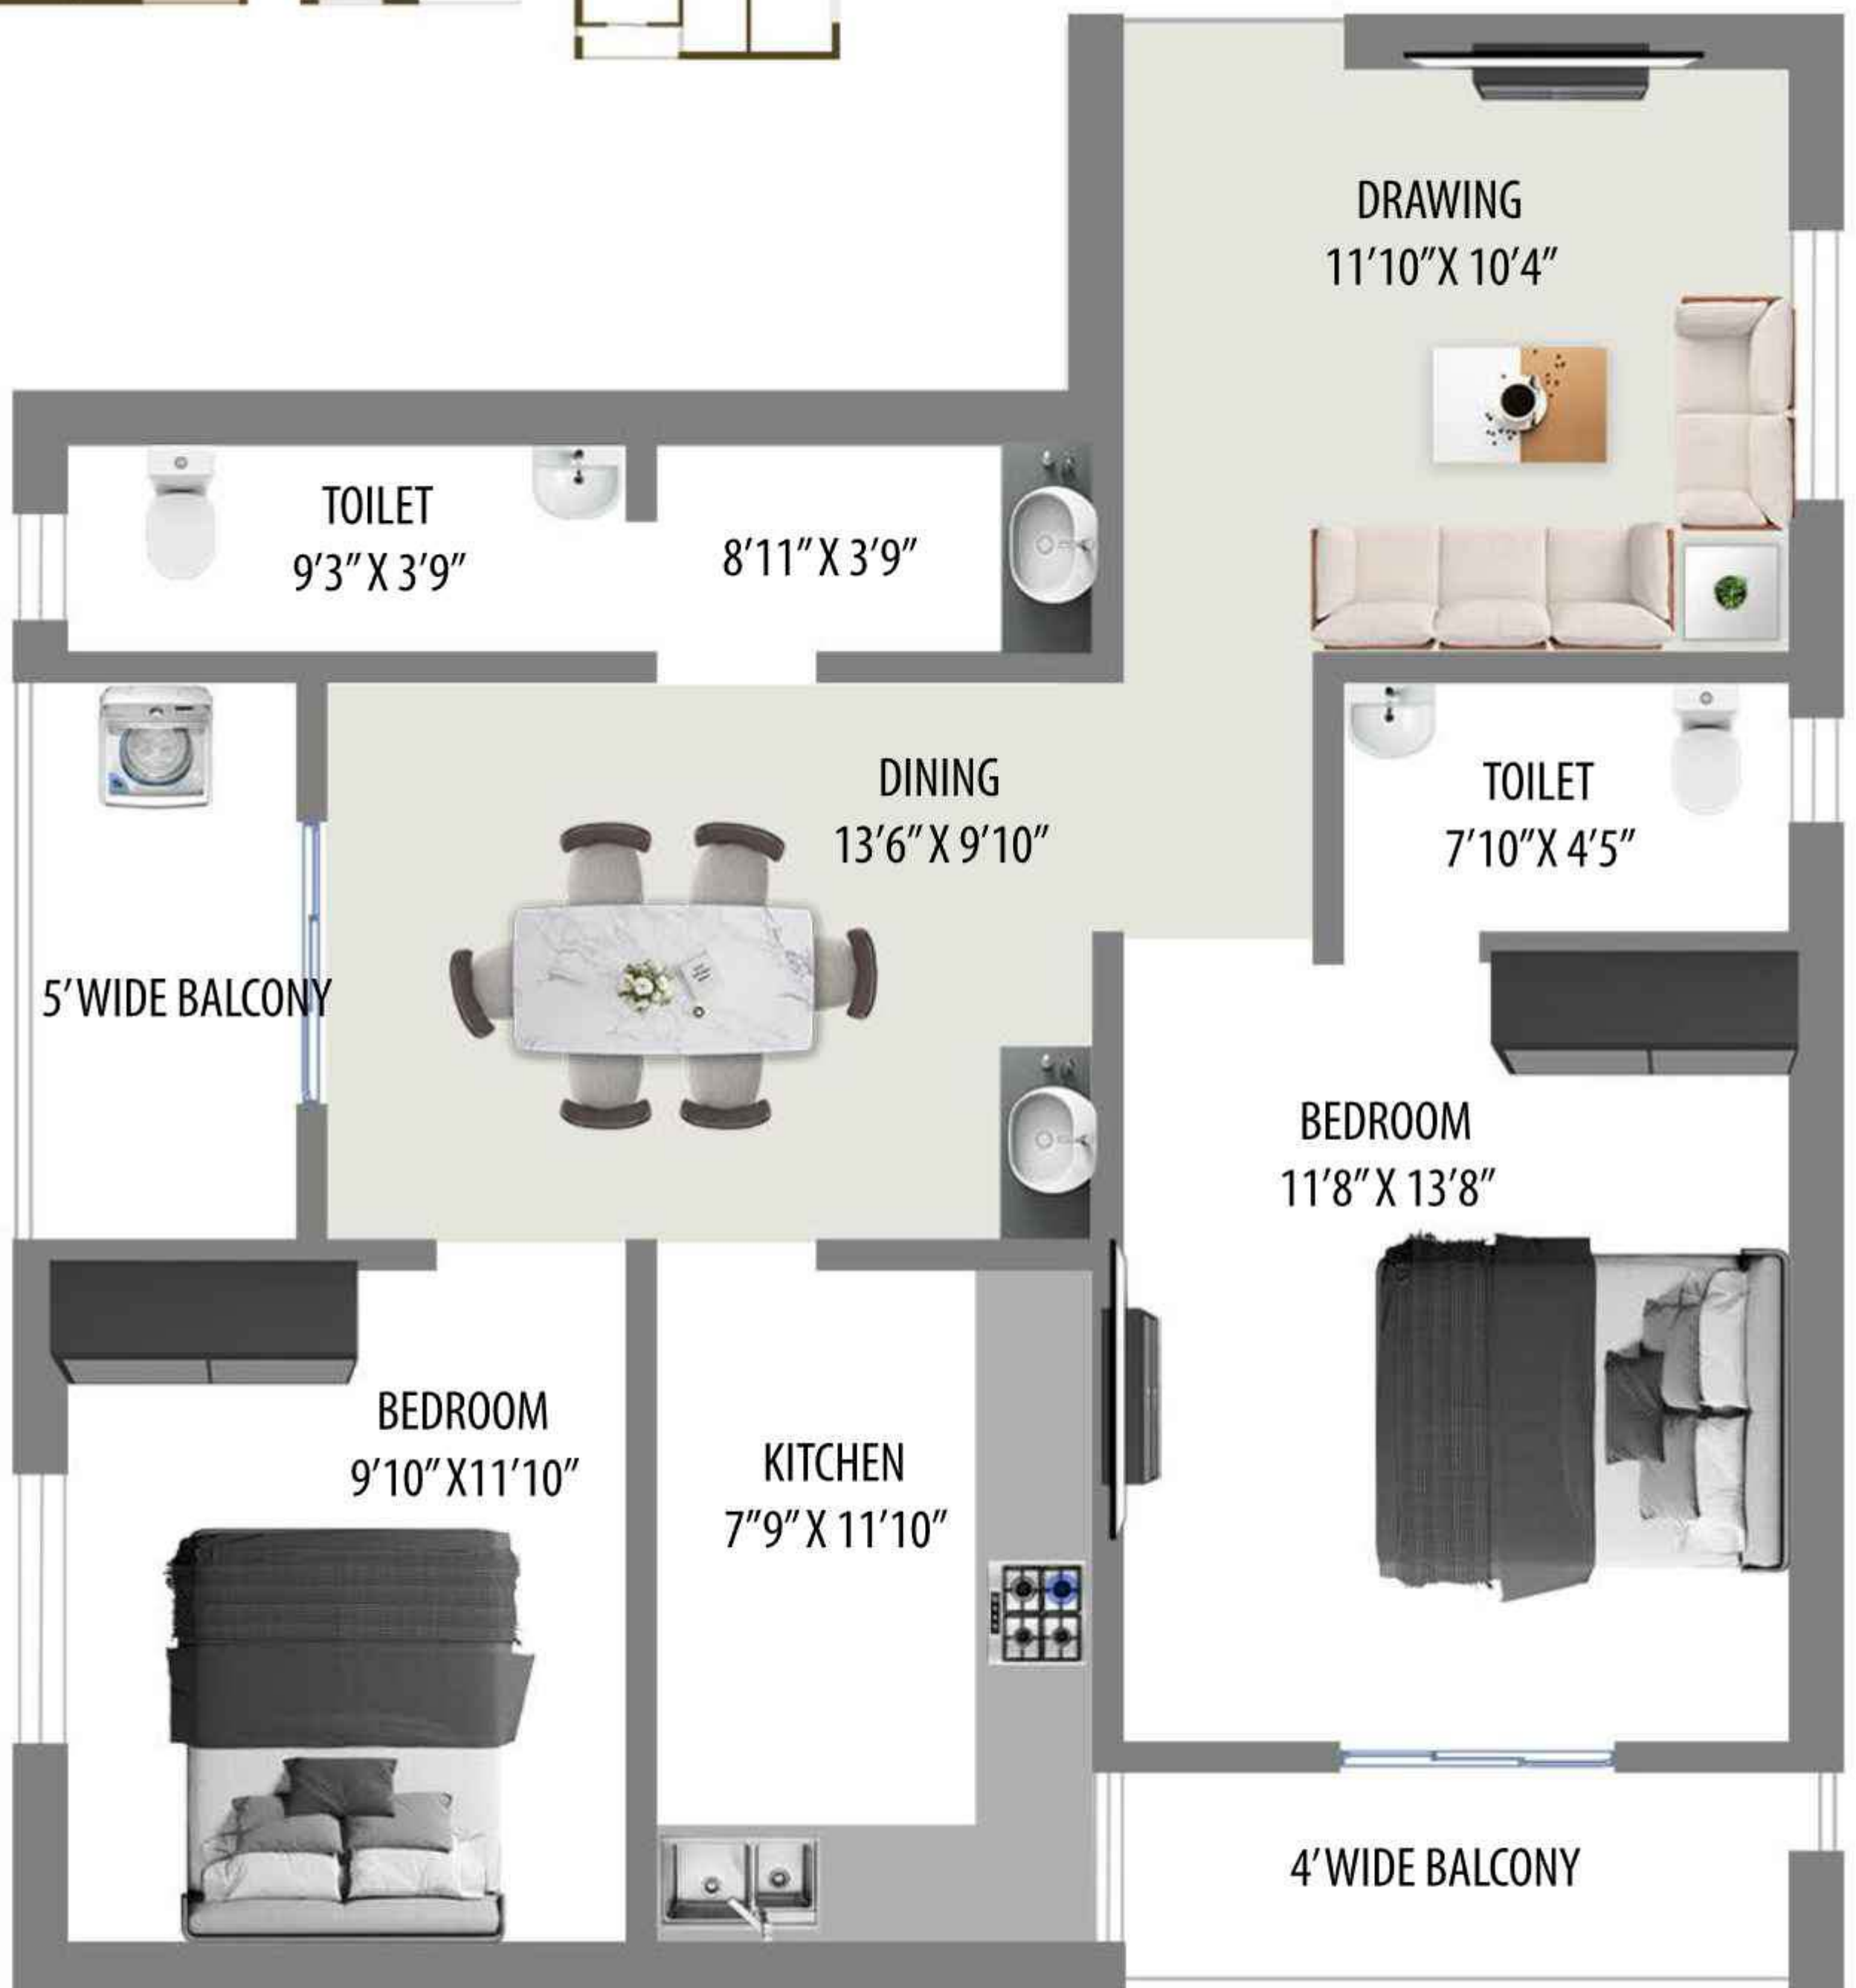 DRAWING
11'10"X 10'4"
TOILET
9'3" X 3'9"
8'11" X 3'9"
DINING
13'6" X 9'10"
TOILET
7'10"X 4'5"
5' WIDE BALCONY
BEDROOM
11'8" X 13'8"
BEDROOM
9'10" X11'10"
KITCHEN
7"9" X 11'10"
4' WIDE BALCONY